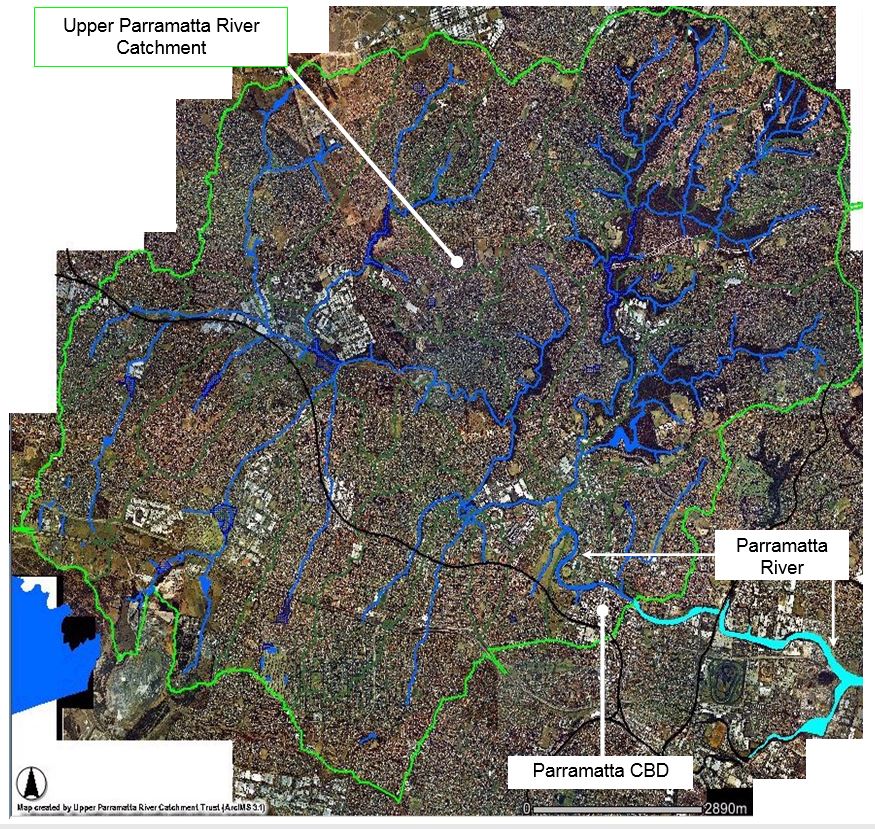 Upper Parramatta River
Catchment
Parramatta
River
Parramatta CBD
Map created by Upper Parramatta River Catchment Trust (ArcIMS 3.1)
0
2890m